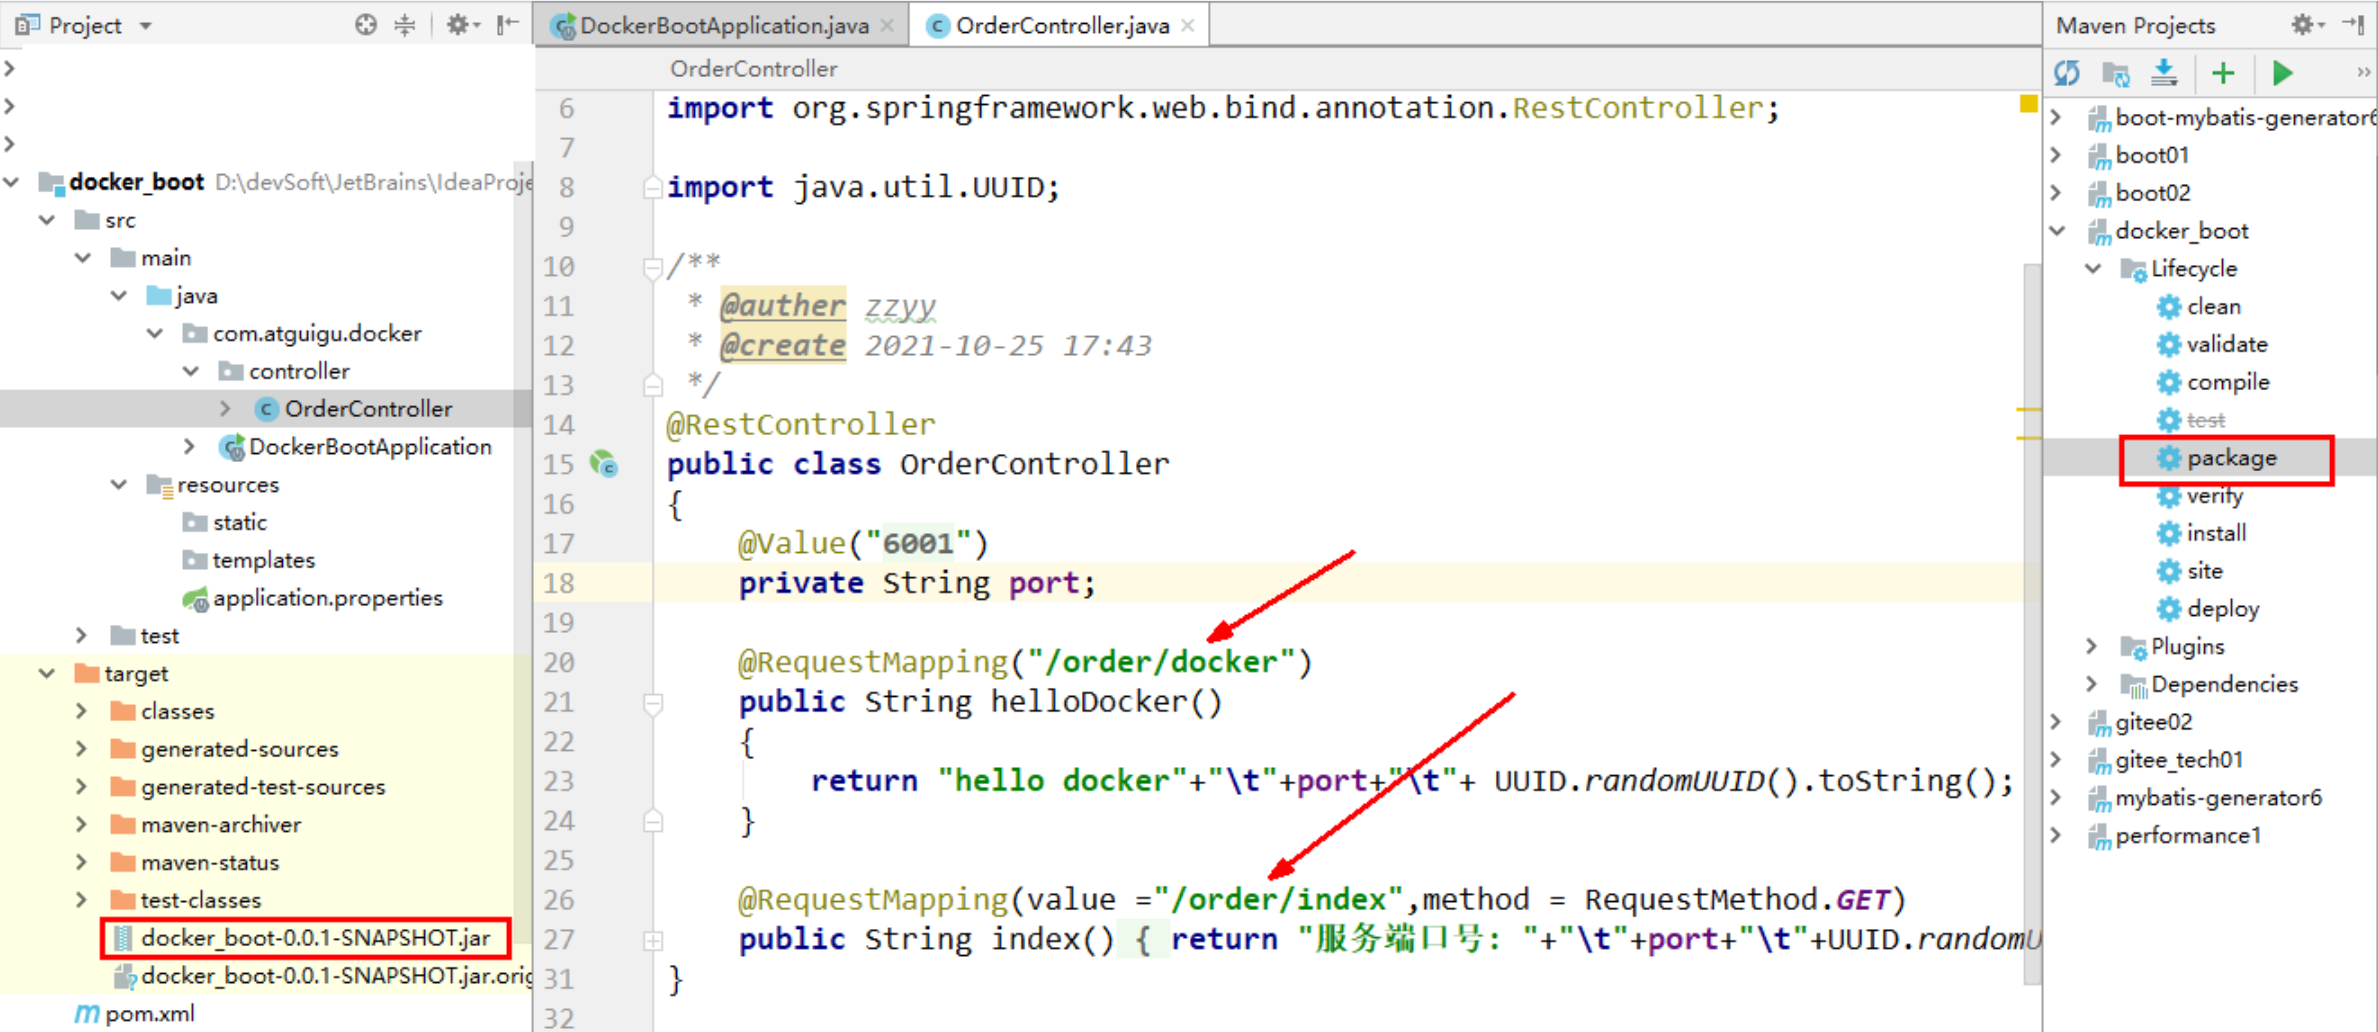 Project
docker_boot D:\devSoft\JetBrains\IdeaProje
src
main
java
com.atguigu.docker
controller
OrderController
DockerBootApplication
resources
static
templates
application.properties
test
target
classes
generated-sources
generated-test-sources
maven-archiver
maven-status
test-classes
docker_boot-0.0.1-SNAPSHOT.jar
docker_boot-0.0.1-SNAPSHOT.jar.orig
pom.xml
DockerBootApplication.java
OrderController.java
OrderController
6 import org.springframework.web.bind.annotation.RestController;
7
8 import java.util.UUID;
9
10 /**
11 * @auther zzyy
12 * @create 2021-10-25 17:43
13 */
14 @RestController
15 public class OrderController
16 {
17 @Value("6001")
18 private String port;
19
20 @RequestMapping("/order/docker")
21 public String helloDocker()
22 {
23 return "hello docker"+"\t"+port+"\t"+ UUID.randomUUID().toString();
24 }
25
26 @RequestMapping(value ="/order/index",method = RequestMethod.GET)
27 public String index() { return "服务端口号: "+"\t"+port+"\t"+UUID.randomU
31 }
32
Maven Projects
boot-mybatis-generator6
boot01
boot02
docker_boot
Lifecycle
clean
validate
compile
test
package
verify
install
site
deploy
Plugins
Dependencies
gitee02
gitee_tech01
mybatis-generator6
performance1